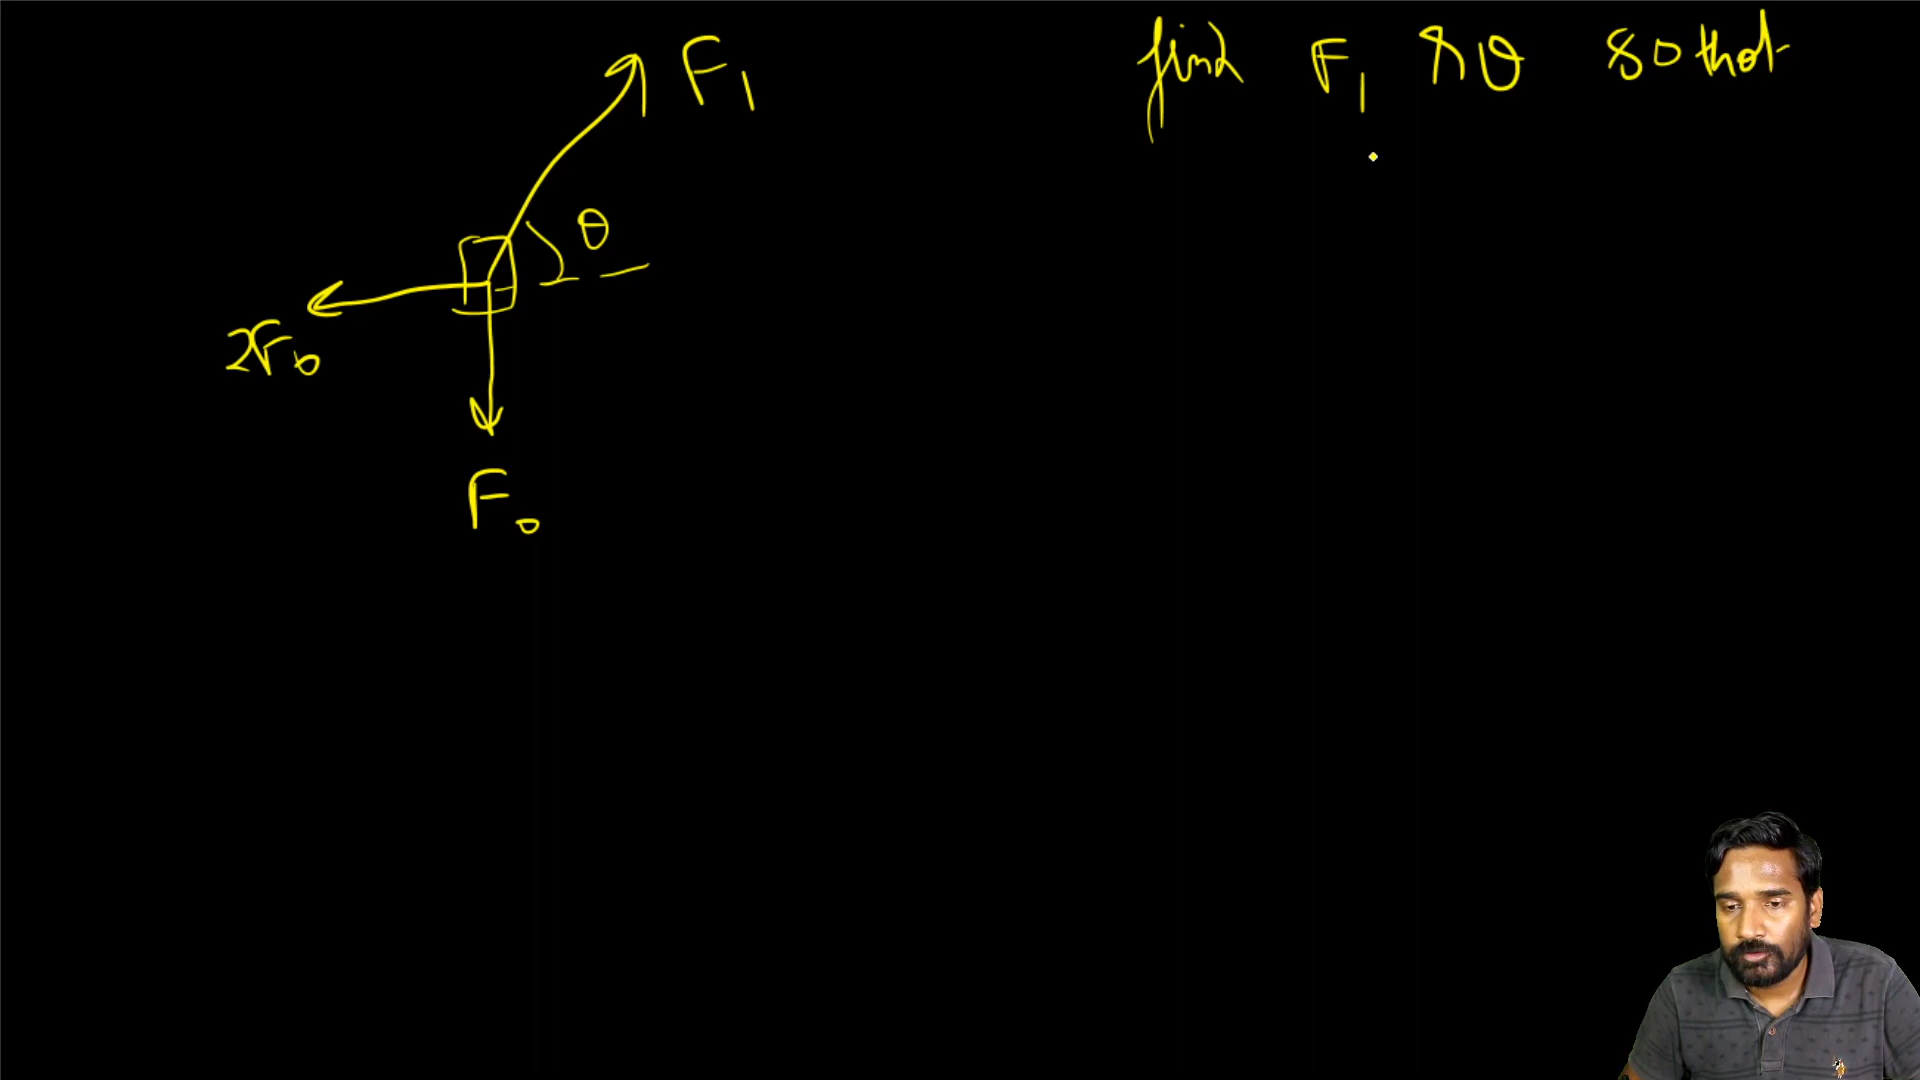 F₁
find F₁ & θ so that
θ
2F₀
F₀